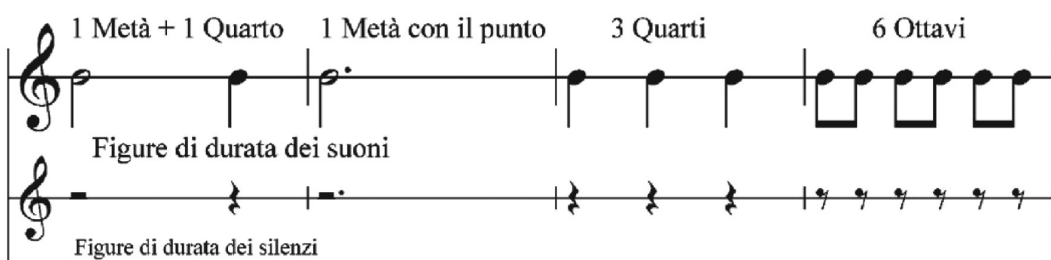 1 Metà + 1 Quarto 1 Metà con il punto 3 Quarti 6 Ottavi
Figure di durata dei suoni
Figure di durata dei silenzi